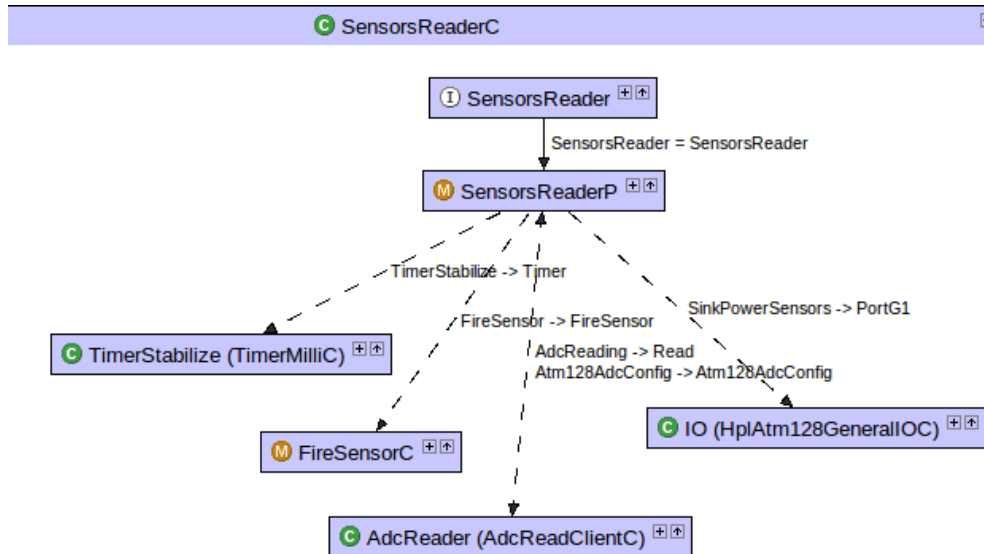 C SensorsReaderC
I SensorsReader
SensorsReader = SensorsReader
M SensorsReaderP
TimerStabilize -> Timer
SinkPowerSensors -> PortG1
FireSensor -> FireSensor
C TimerStabilize (TimerMilliC)
AdcReading -> Read
Atm128AdcConfig -> Atm128AdcConfig
C IO (HplAtm128GeneralIOC)
M FireSensorC
C AdcReader (AdcReadClientC)